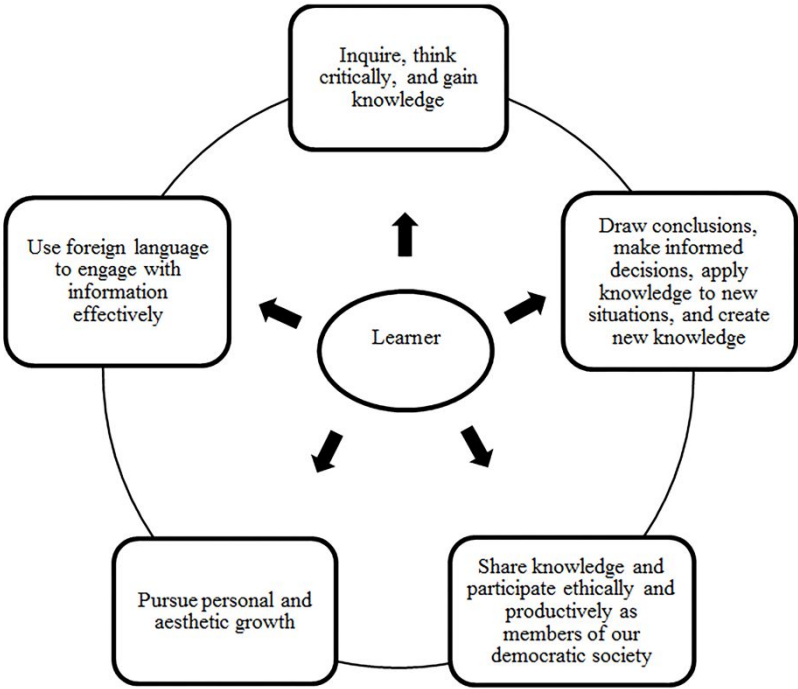 Inquire, think
critically, and gain
knowledge
Draw conclusions,
make informed
decisions, apply
knowledge to new
situations, and create
new knowledge
Share knowledge and
participate ethically and
productively as
members of our
democratic society
Pursue personal and
aesthetic growth
Use foreign language
to engage with
information
effectively
Learner